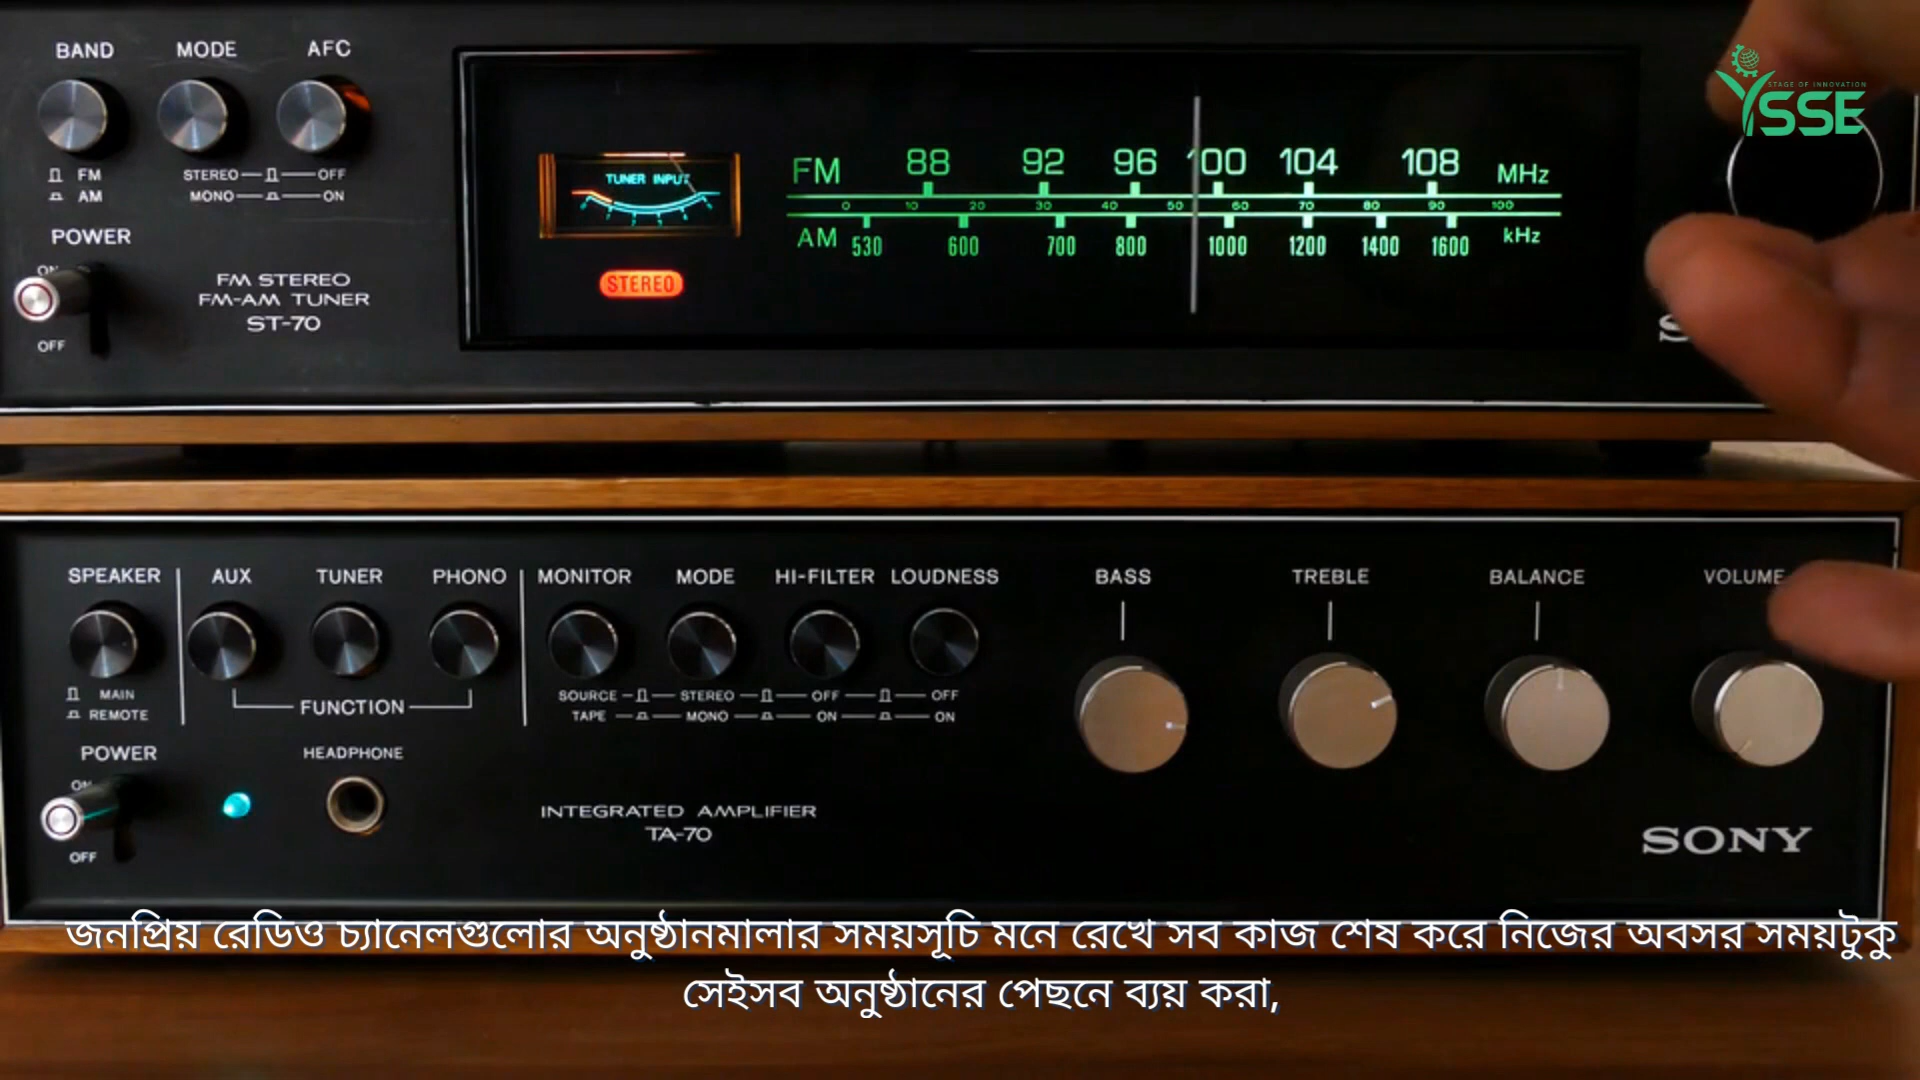 BAND MODE AFC
STAGE OF INNOVATION
YSSE
FM STEREO OFF
AM MONO ON
POWER
ON
OFF
FM STEREO
FM-AM TUNER
ST-70
TUNER INPUT
STEREO
FM 88 92 96 100 104 108 MHz
0 10 20 30 40 50 60 70 80 90 100
AM 530 600 700 800 1000 1200 1400 1600 kHz
SPEAKER AUX TUNER PHONO MONITOR MODE HI-FILTER LOUDNESS BASS TREBLE BALANCE VOLUME
MAIN SOURCE STEREO OFF OFF
REMOTE TAPE MONO ON ON
FUNCTION
POWER HEADPHONE
ON
OFF
INTEGRATED AMPLIFIER
TA-70
SONY
জনপ্রিয় রেডিও চ্যানেলগুলোর অনুষ্ঠানমালার সময়সূচি মনে রেখে সব কাজ শেষ করে নিজের অবসর সময়টুকু
সেইসব অনুষ্ঠানের পেছনে ব্যয় করা,